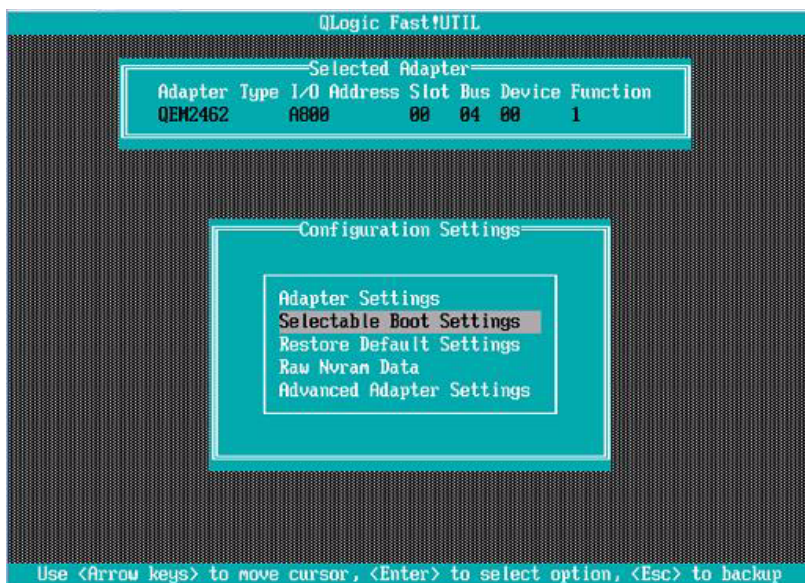 QLogic Fast!UTIL
Selected Adapter
Adapter Type I/O Address Slot Bus Device Function
QEM2462 A800 00 04 00 1
Configuration Settings
Adapter Settings
Selectable Boot Settings
Restore Default Settings
Raw Nvram Data
Advanced Adapter Settings
Use <Arrow keys> to move cursor, <Enter> to select option, <Esc> to backup